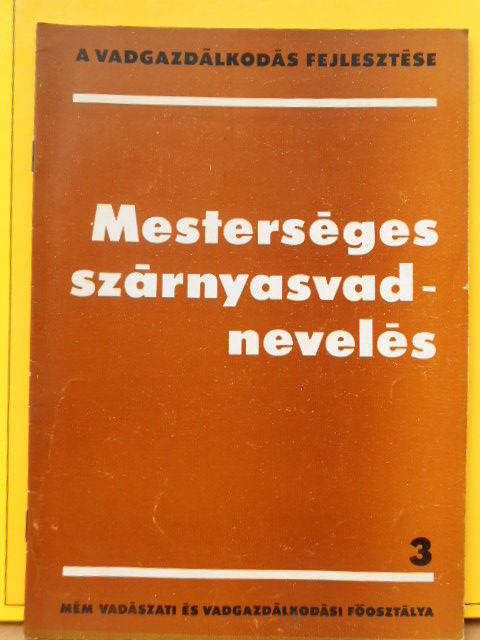 A VADGAZDÁLKODÁS FEJLESZTÉSE
Mesterséges
szárnyasvad-
nevelés
3
MÉM VADÁSZATI ÉS VADGAZDÁLKODÁSI FŐOSZTÁLYA